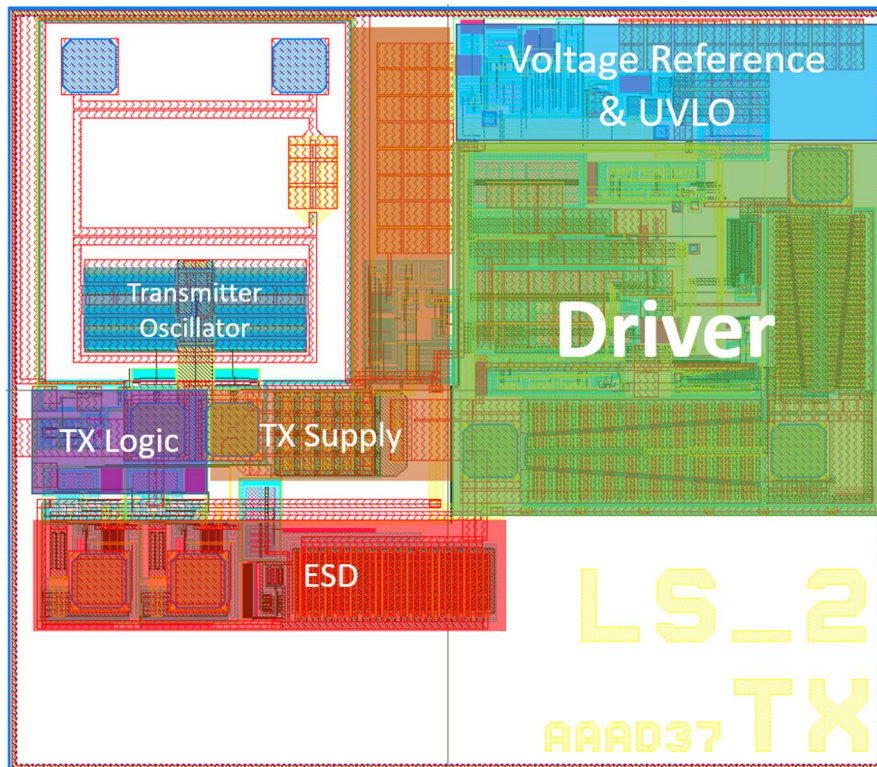 Voltage Reference
& UVLO
Transmitter
Oscillator
Driver
TX Logic
TX Supply
ESD
LS_2
AAAD37 TX